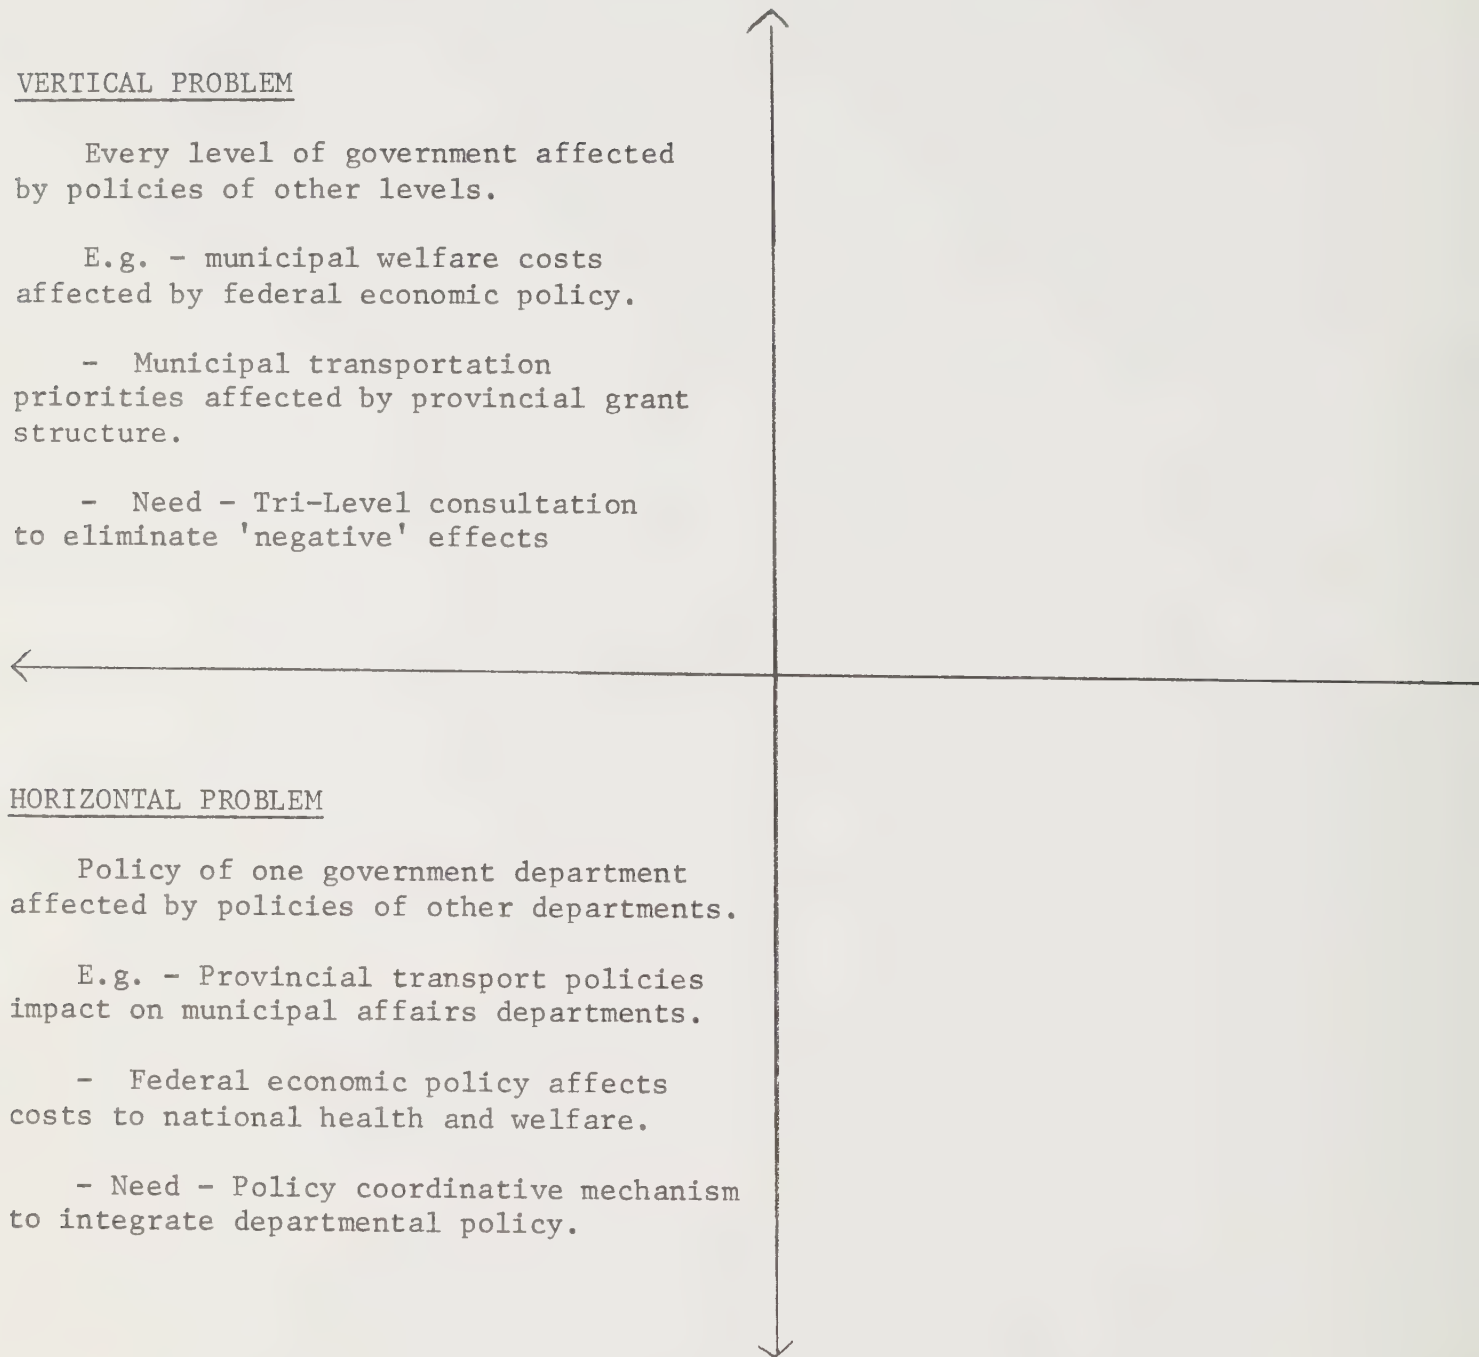 VERTICAL PROBLEM
Every level of government affected
by policies of other levels.
E.g. - municipal welfare costs
affected by federal economic policy.
- Municipal transportation
priorities affected by provincial grant
structure.
- Need - Tri-Level consultation
to eliminate 'negative' effects
HORIZONTAL PROBLEM
Policy of one government department
affected by policies of other departments.
E.g. - Provincial transport policies
impact on municipal affairs departments.
- Federal economic policy affects
costs to national health and welfare.
- Need - Policy coordinative mechanism
to integrate departmental policy.